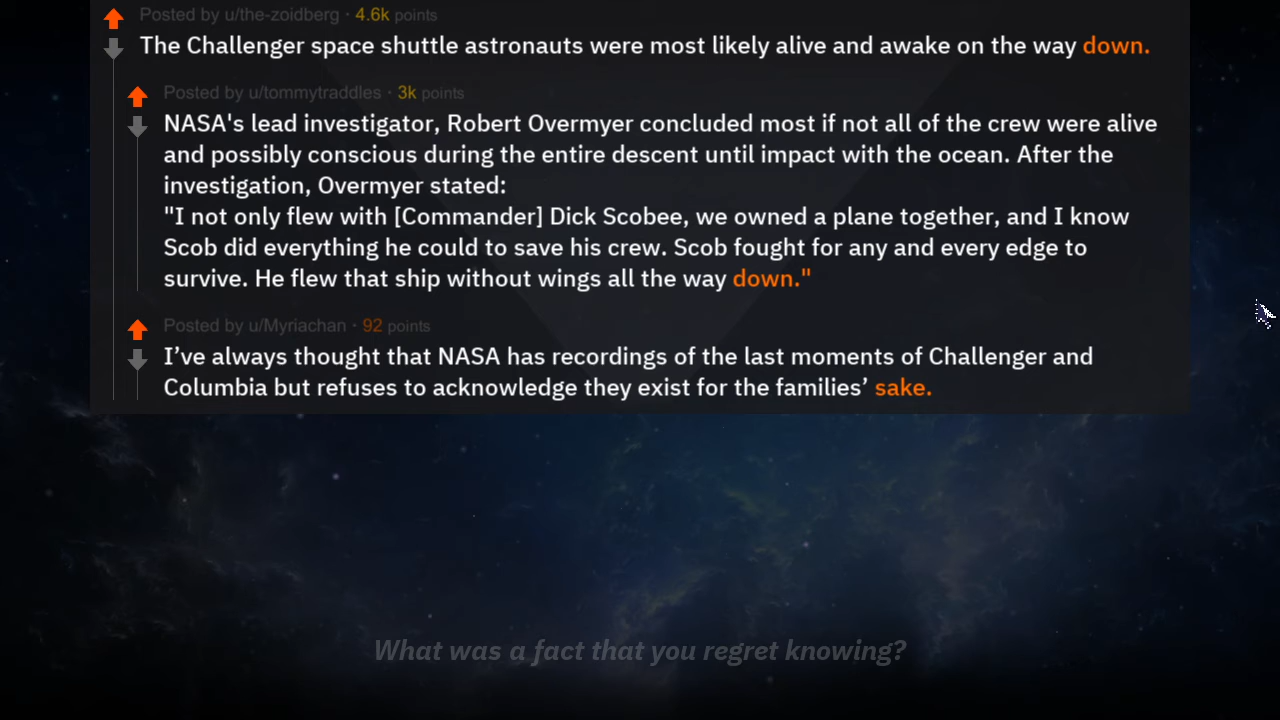 Posted by u/the-zoidberg · 4.6k points
The Challenger space shuttle astronauts were most likely alive and awake on the way down.
Posted by u/tommytraddles · 3k points
NASA's lead investigator, Robert Overmyer concluded most if not all of the crew were alive
and possibly conscious during the entire descent until impact with the ocean. After the
investigation, Overmyer stated:
"I not only flew with [Commander] Dick Scobee, we owned a plane together, and I know
Scob did everything he could to save his crew. Scob fought for any and every edge to
survive. He flew that ship without wings all the way down."
Posted by u/Myriachan · 92 points
I’ve always thought that NASA has recordings of the last moments of Challenger and
Columbia but refuses to acknowledge they exist for the families’ sake.
What was a fact that you regret knowing?